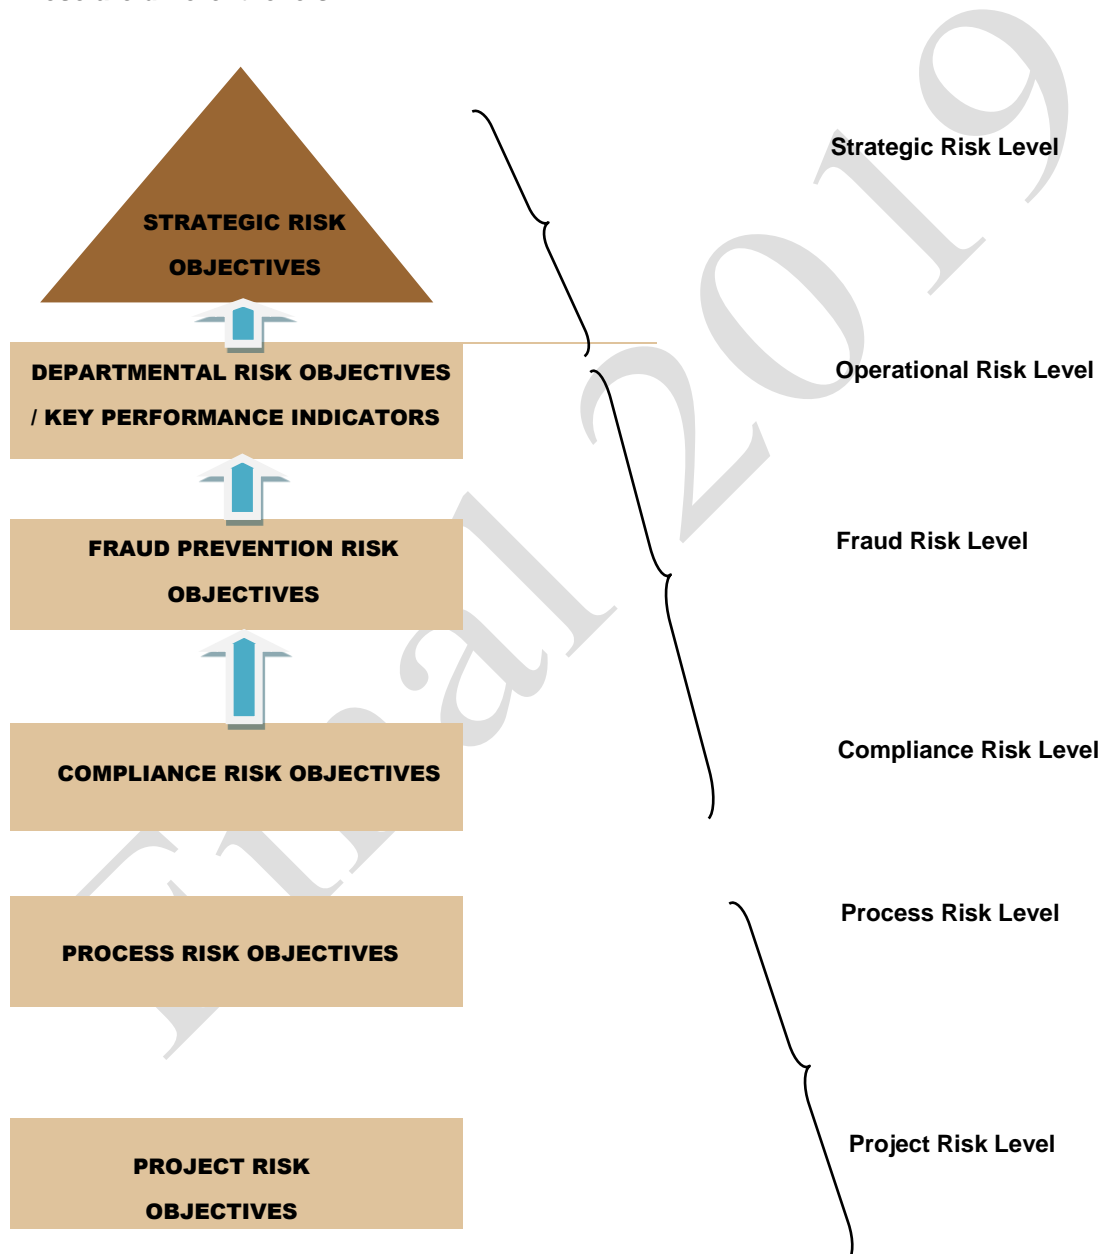 Strategic Risk Level
STRATEGIC RISK
OBJECTIVES
DEPARTMENTAL RISK OBJECTIVES
/ KEY PERFORMANCE INDICATORS
Operational Risk Level
FRAUD PREVENTION RISK
OBJECTIVES
Fraud Risk Level
COMPLIANCE RISK OBJECTIVES
Compliance Risk Level
PROCESS RISK OBJECTIVES
Process Risk Level
PROJECT RISK
OBJECTIVES
Project Risk Level
Final 2019